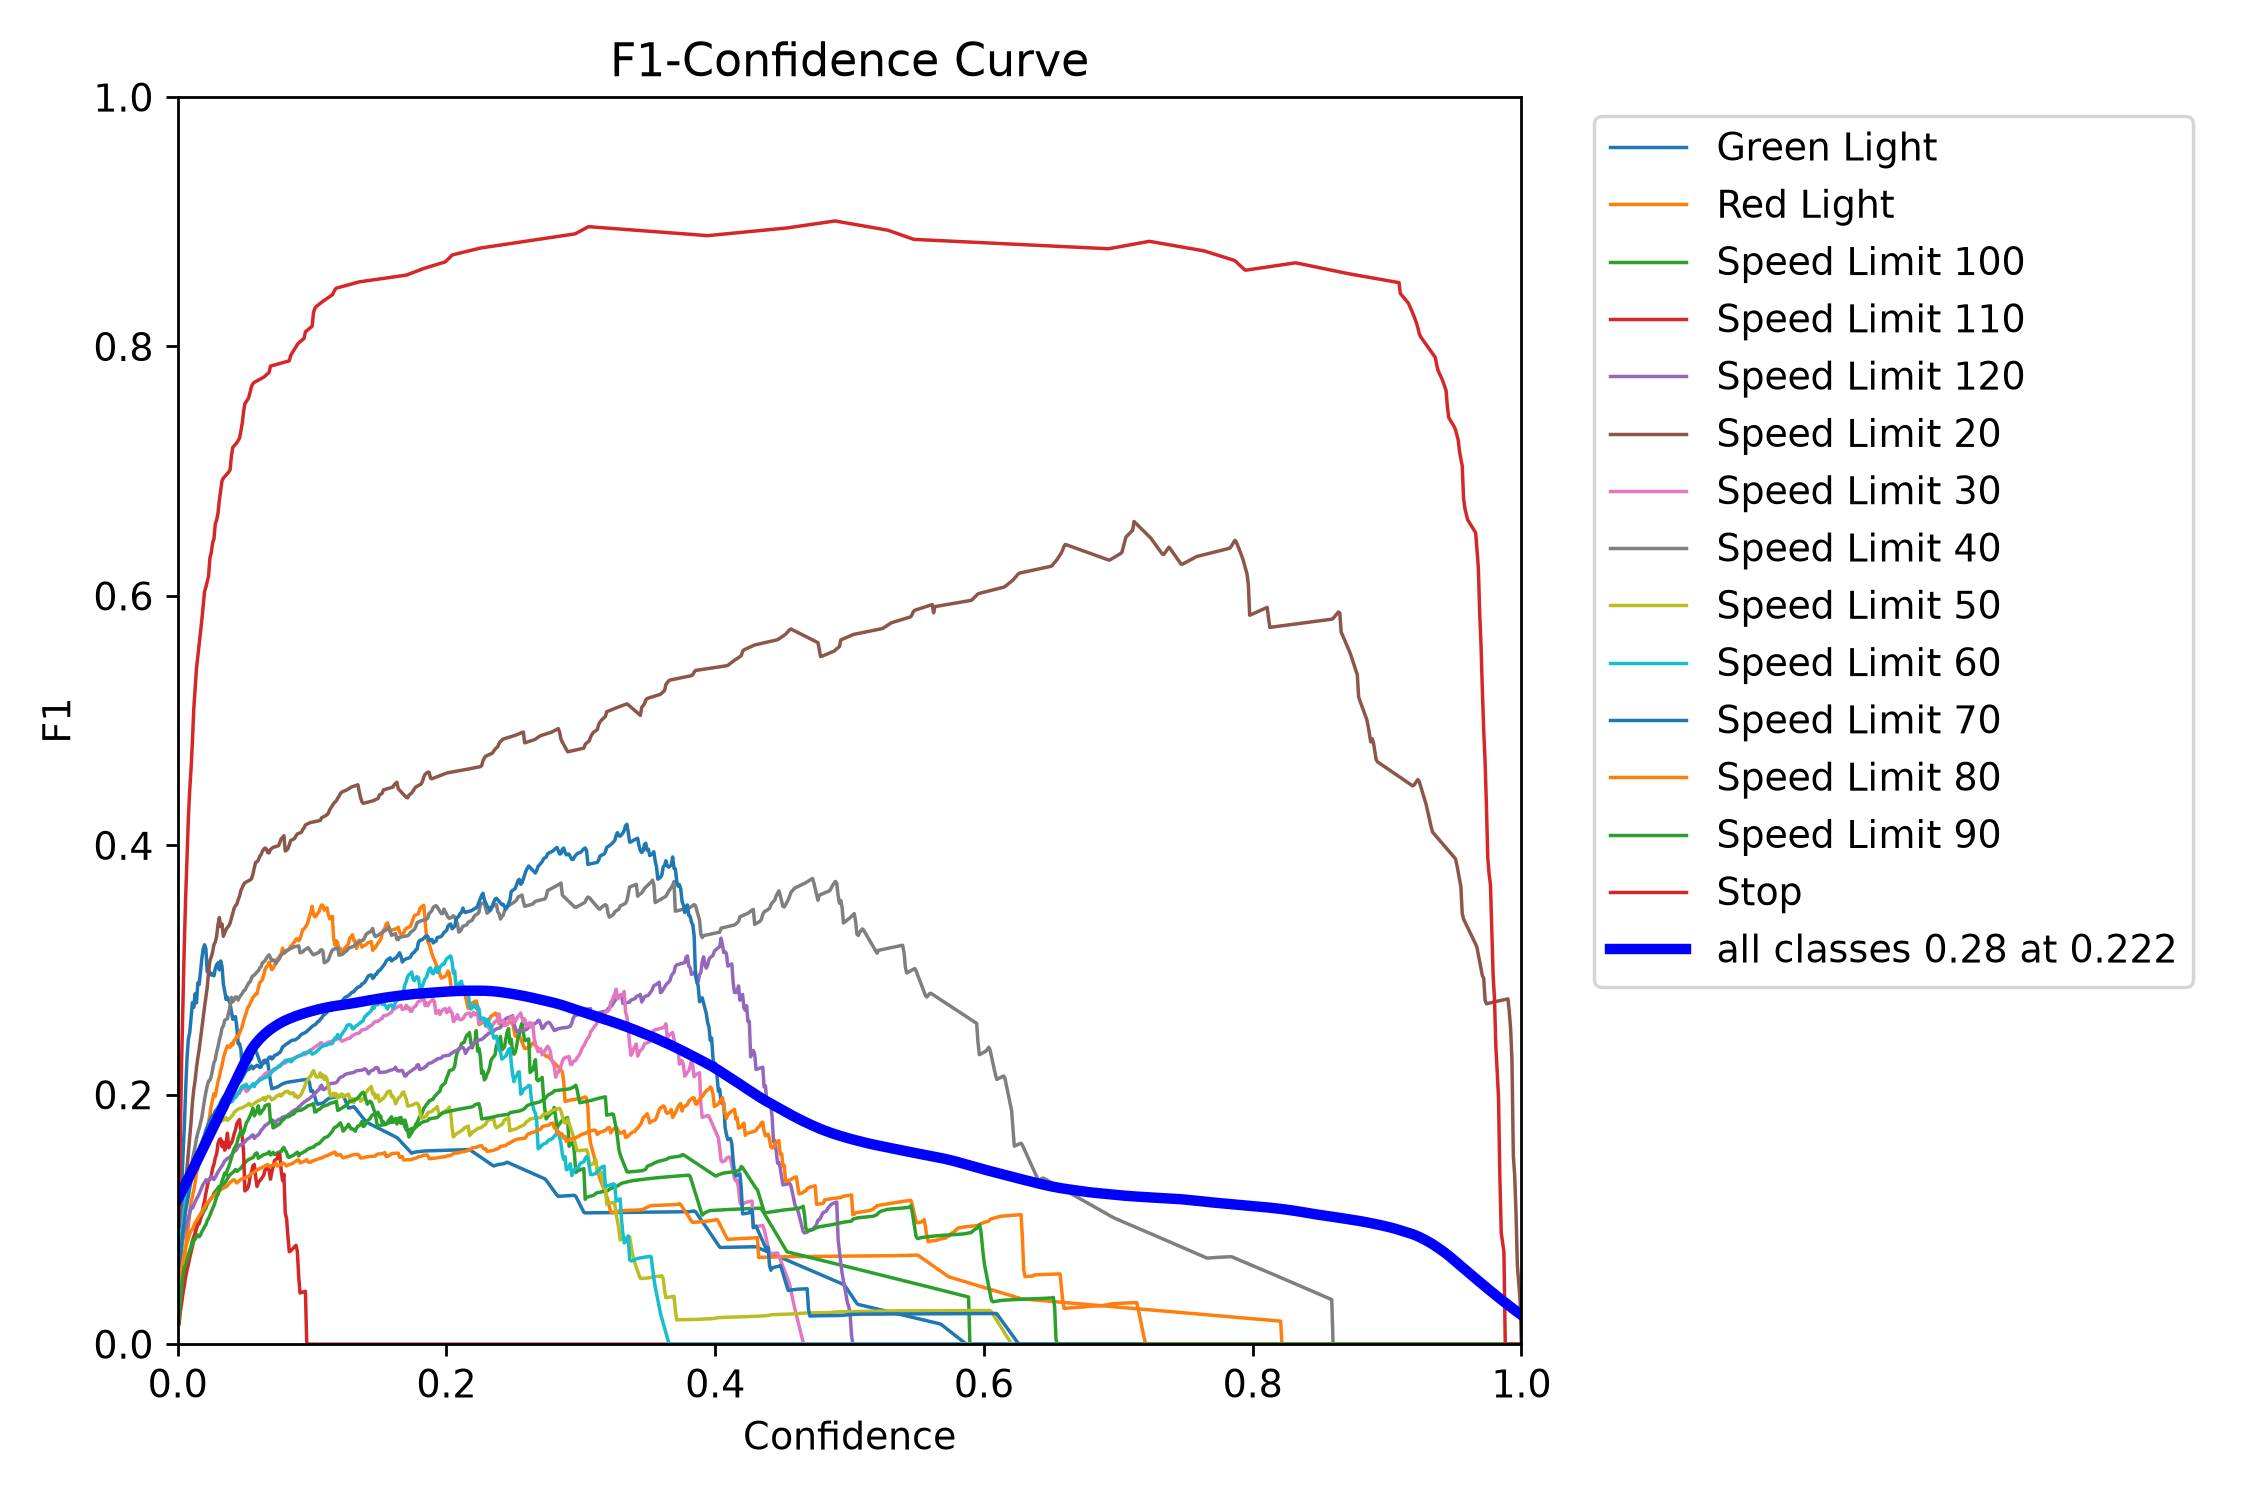 F1-Confidence Curve
1.0
0.8
0.6
0.4
0.2
0.0
F1
0.0 0.2 0.4 0.6 0.8 1.0
Confidence
Green Light
Red Light
Speed Limit 100
Speed Limit 110
Speed Limit 120
Speed Limit 20
Speed Limit 30
Speed Limit 40
Speed Limit 50
Speed Limit 60
Speed Limit 70
Speed Limit 80
Speed Limit 90
Stop
all classes 0.28 at 0.222